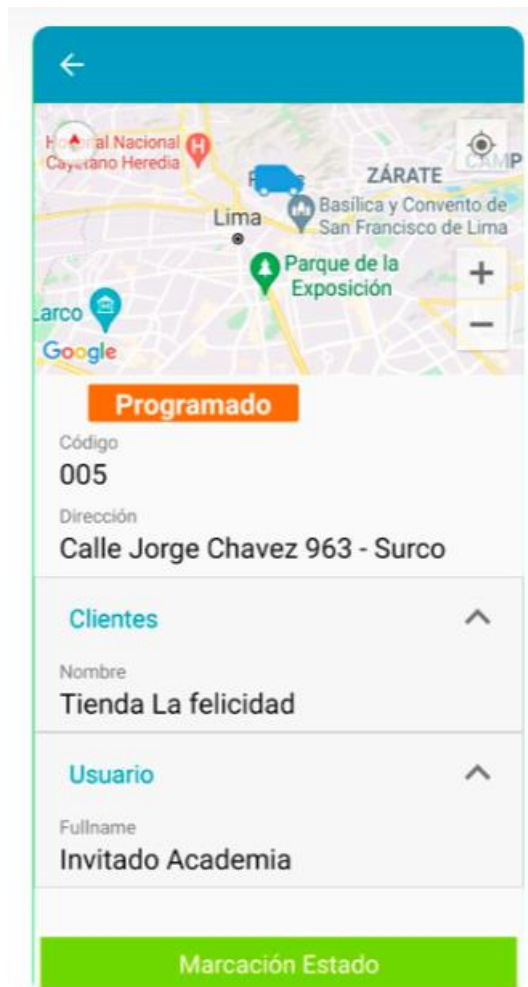 Nacional
Cayetano Heredia
ZÁRATE
Lima
Basílica y Convento de
San Francisco de Lima
Parque de la
Exposición
+
Larco
−
Google
Programado
Código
005
Dirección
Calle Jorge Chavez 963 - Surco
Clientes
Nombre
Tienda La felicidad
Usuario
Fullname
Invitado Academia
Marcación Estado